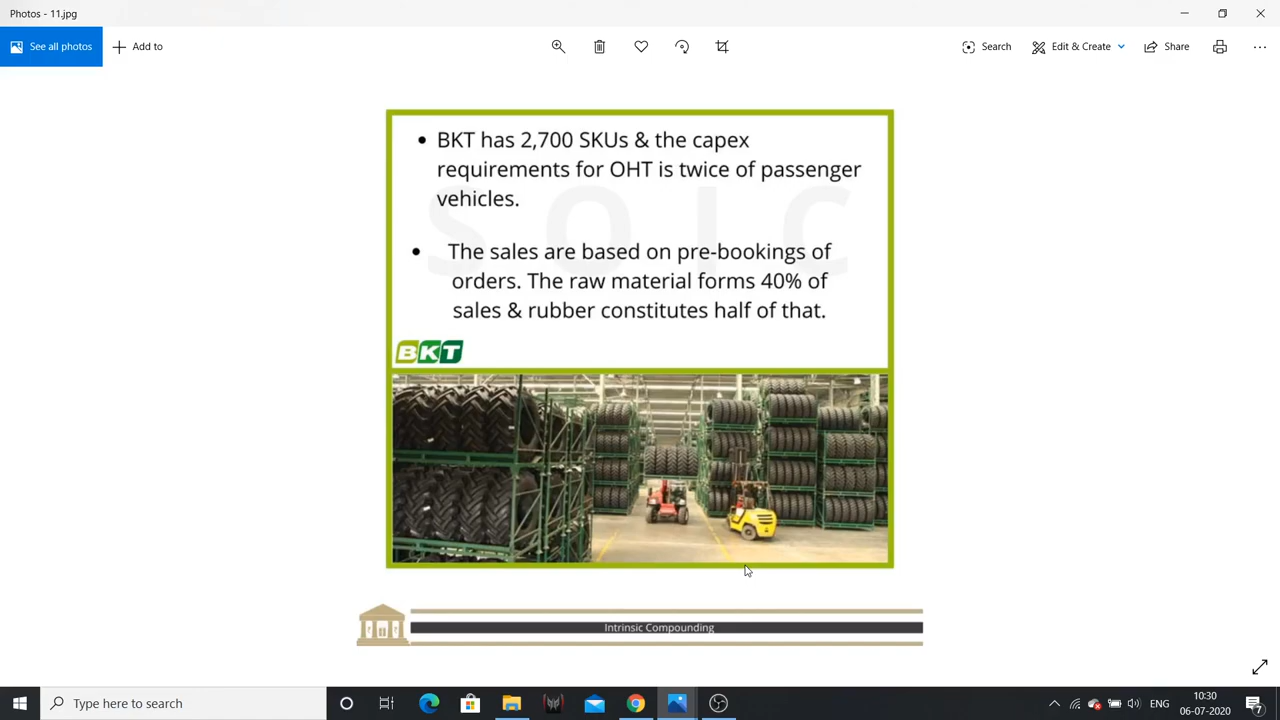 Photos - 11.jpg
See all photos
Add to
Search
Edit & Create
Share
BKT has 2,700 SKUs & the capex
requirements for OHT is twice of passenger
vehicles.
The sales are based on pre-bookings of
orders. The raw material forms 40% of
sales & rubber constitutes half of that.
SOIC
BKT
Intrinsic Compounding
Type here to search
ENG
10:30
06-07-2020
7